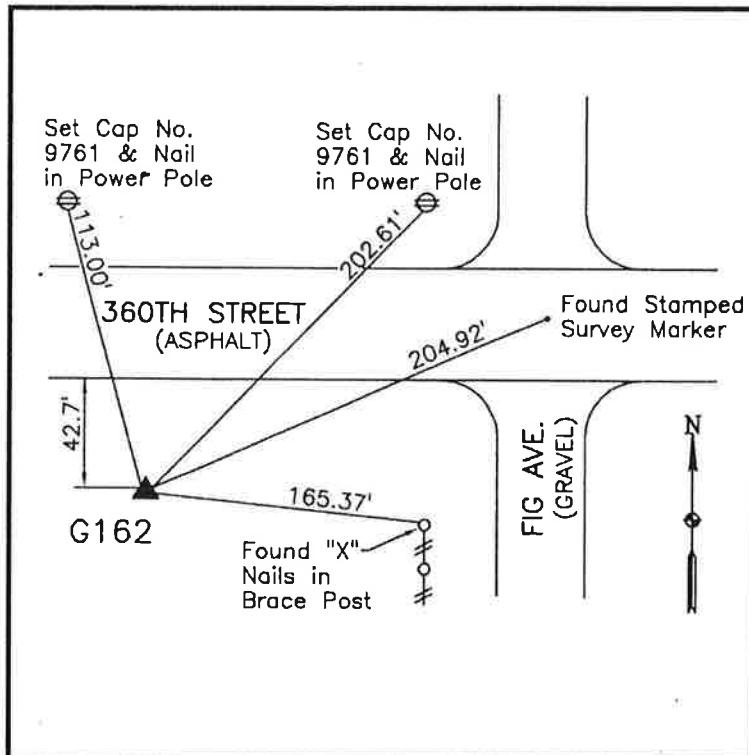 Set Cap No.
9761 & Nail
in Power Pole
Set Cap No.
9761 & Nail
in Power Pole
113.00'
202.61'
360TH STREET
(ASPHALT)
Found Stamped
Survey Marker
204.92'
42.7'
N
FIG AVE.
(GRAVEL)
165.37'
G162
Found "X"
Nails in
Brace Post